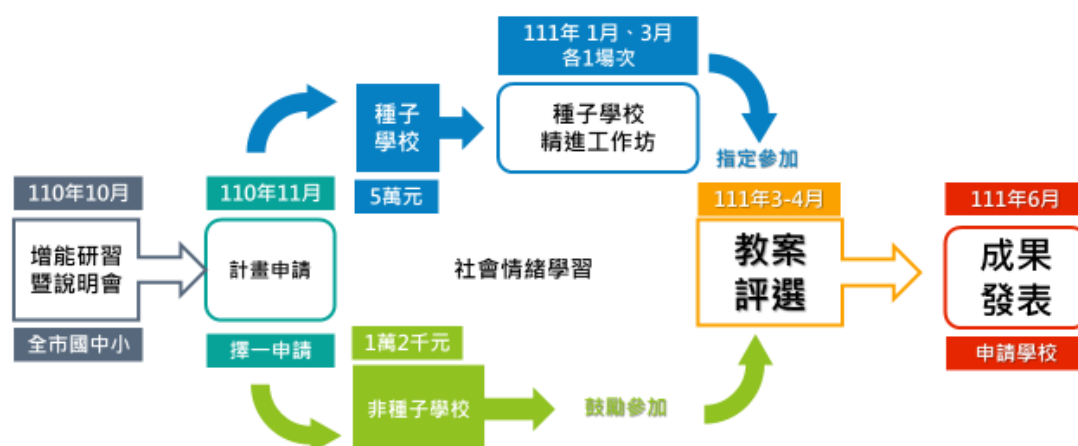 110年10月
增能研習
暨說明會
全市國中小
110年11月
計畫申請
擇一申請
種子
學校
5萬元
111年 1月、3月
各1場次
種子學校
精進工作坊
指定參加
社會情緒學習
1萬2千元
非種子學校
鼓勵參加
111年3-4月
教案
評選
111年6月
成果
發表
申請學校